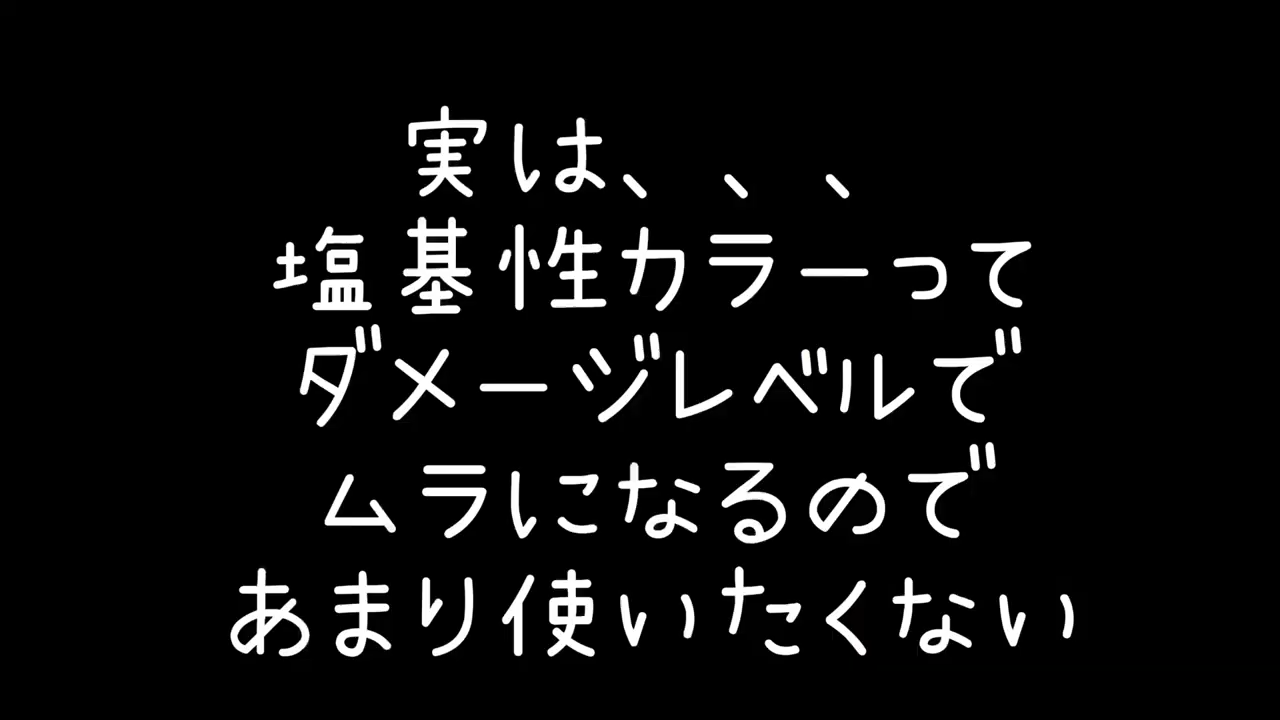 実は、、、
塩基性カラーって
ダメージレベルで
ムラになるので
あまり使いたくない